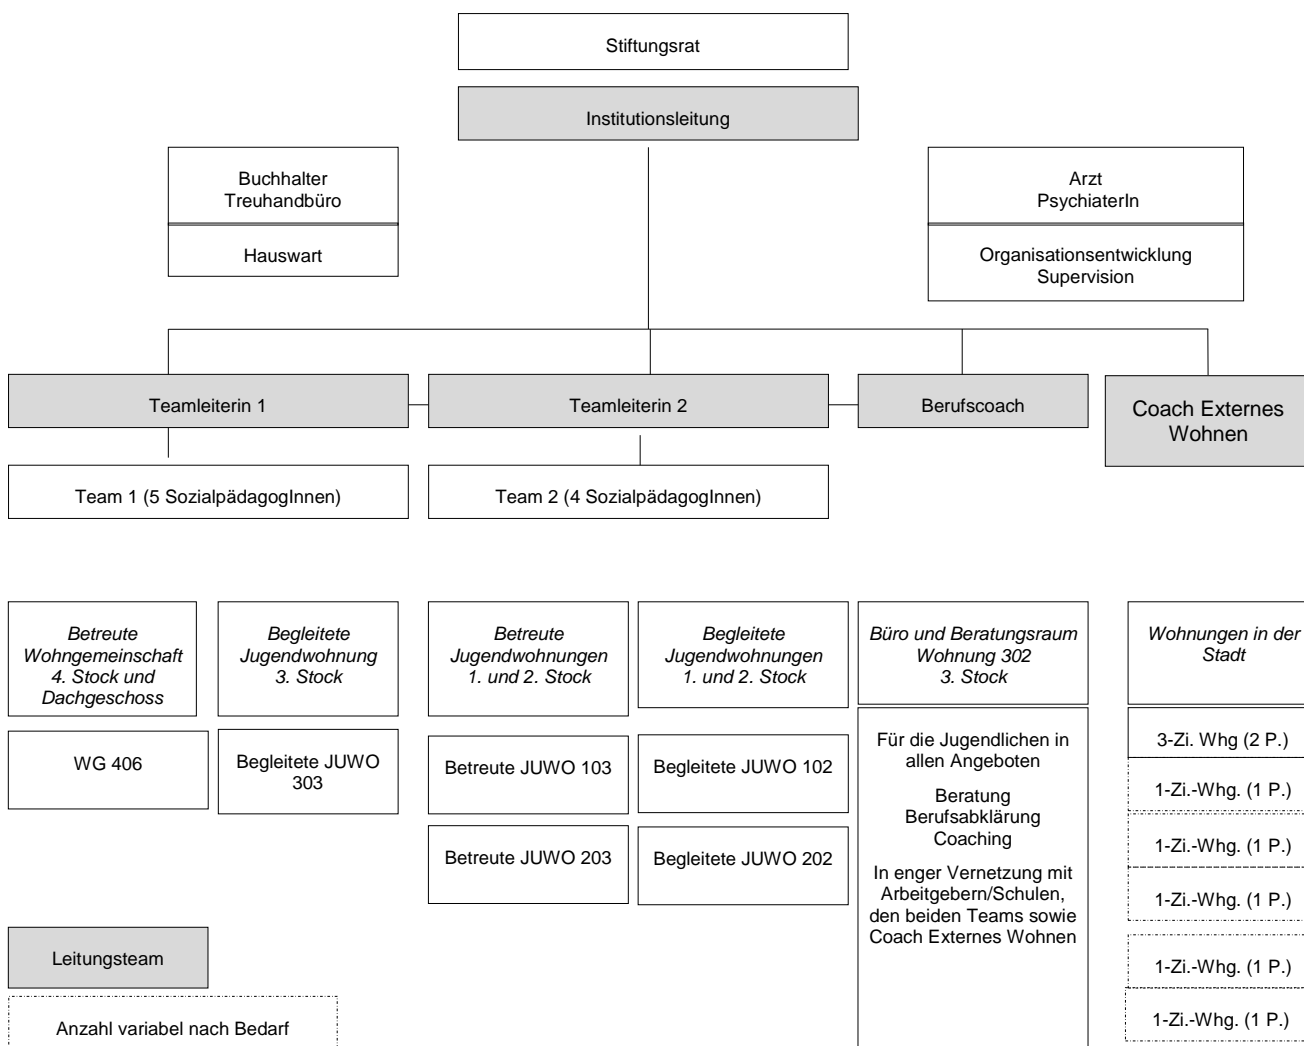 Stiftungsrat
Institutionsleitung
Buchhalter
Treuhandbüro
Hauswart
Arzt
PsychiaterIn
Organisationsentwicklung
Supervision
Teamleiterin 1
Teamleiterin 2
Berufscoach
Coach Externes
Wohnen
Team 1 (5 SozialpädagogInnen)
Team 2 (4 SozialpädagogInnen)
Betreute
Wohngemeinschaft
4. Stock und
Dachgeschoss
Begleitete
Jugendwohnung
3. Stock
Betreute
Jugendwohnungen
1. und 2. Stock
Begleitete
Jugendwohnungen
1. und 2. Stock
Büro und Beratungsraum
Wohnung 302
3. Stock
Wohnungen in der
Stadt
WG 406
Begleitete JUWO
303
Betreute JUWO 103
Begleitete JUWO 102
Betreute JUWO 203
Begleitete JUWO 202
Für die Jugendlichen in
allen Angeboten
Beratung
Berufsabklärung
Coaching
In enger Vernetzung mit
Arbeitgebern/Schulen,
den beiden Teams sowie
Coach Externes Wohnen
3-Zi. Whg (2 P.)
1-Zi.-Whg. (1 P.)
1-Zi.-Whg. (1 P.)
1-Zi.-Whg. (1 P.)
1-Zi.-Whg. (1 P.)
1-Zi.-Whg. (1 P.)
Leitungsteam
Anzahl variabel nach Bedarf